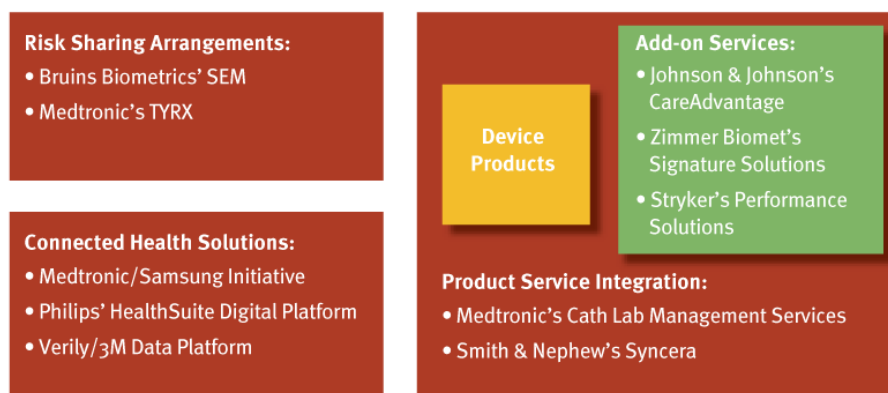 Risk Sharing Arrangements:
• Bruins Biometrics’ SEM
• Medtronic’s TYRX
Connected Health Solutions:
• Medtronic/Samsung Initiative
• Philips’ HealthSuite Digital Platform
• Verily/3M Data Platform
Device
Products
Add-on Services:
• Johnson & Johnson’s
CareAdvantage
• Zimmer Biomet’s
Signature Solutions
• Stryker’s Performance
Solutions
Product Service Integration:
• Medtronic’s Cath Lab Management Services
• Smith & Nephew’s Syncera